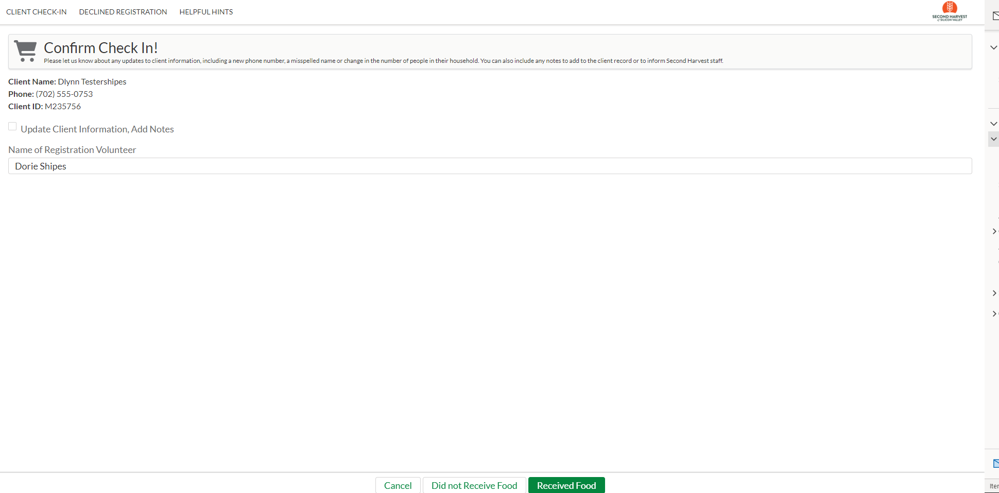 CLIENT CHECK-IN DECLINED REGISTRATION HELPFUL HINTS
SECOND HARVEST
of SILICON VALLEY
Confirm Check In!
Please let us know about any updates to client information, including a new phone number, a misspelled name or change in the number of people in their household. You can also include any notes to add to the client record or to inform Second Harvest staff.
Client Name: Dlynn Testershipes
Phone: (702) 555-0753
Client ID: M235756
Update Client Information, Add Notes
Name of Registration Volunteer
Dorie Shipes
Cancel Did not Receive Food Received Food